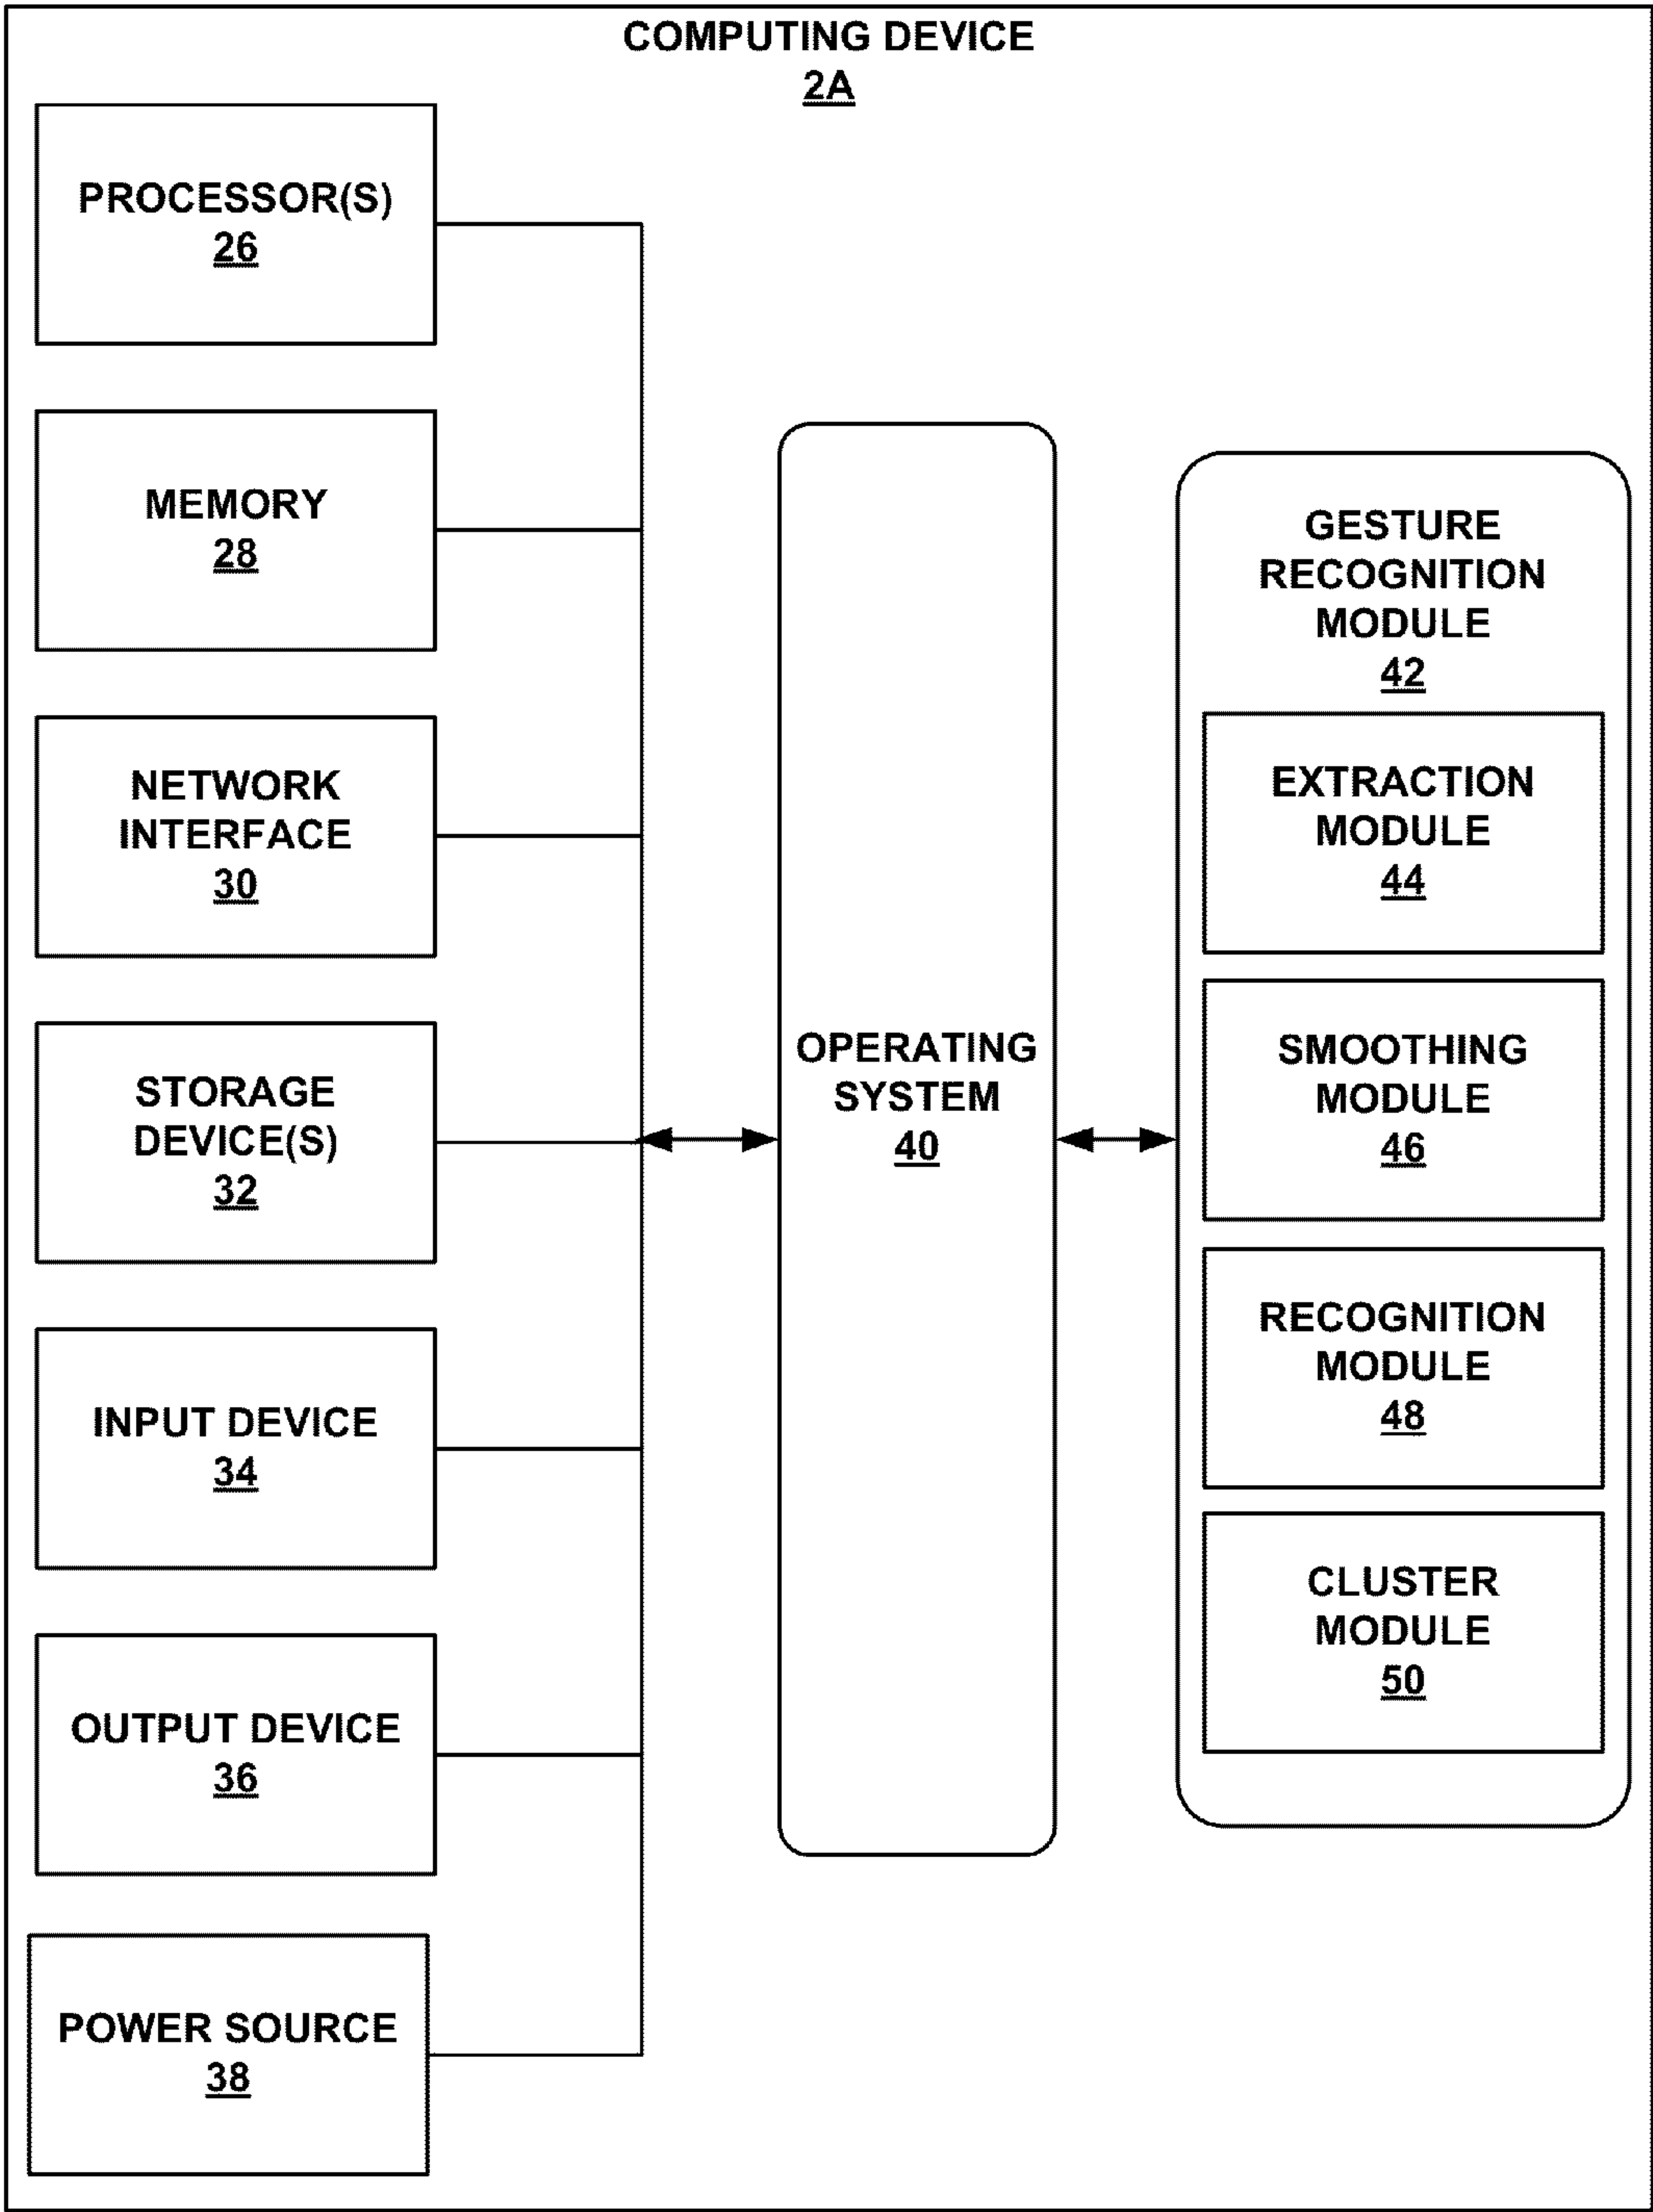 COMPUTING DEVICE
2A
PROCESSOR(S)
26
MEMORY
28
NETWORK
INTERFACE
30
STORAGE
DEVICE(S)
32
INPUT DEVICE
34
OUTPUT DEVICE
36
POWER SOURCE
38
OPERATING
SYSTEM
40
GESTURE
RECOGNITION
MODULE
42
EXTRACTION
MODULE
44
SMOOTHING
MODULE
46
RECOGNITION
MODULE
48
CLUSTER
MODULE
50